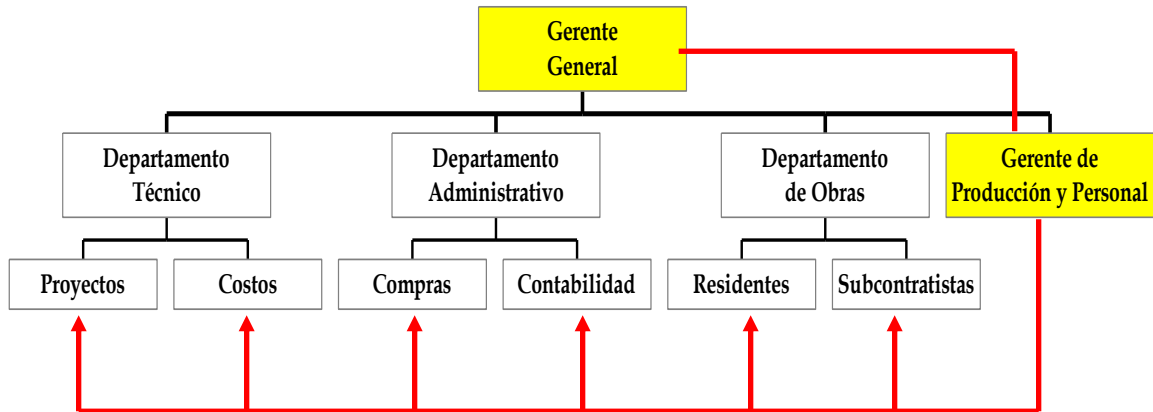 Gerente
General
Departamento
Técnico
Departamento
Administrativo
Departamento
de Obras
Gerente de
Producción y Personal
Proyectos
Costos
Compras
Contabilidad
Residentes
Subcontratistas